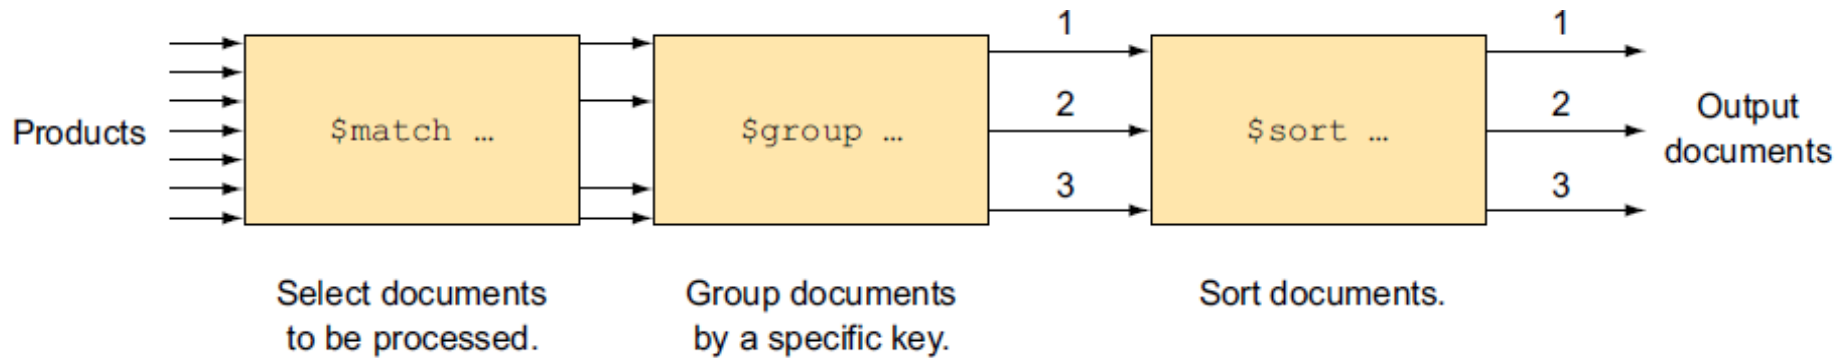 Products
$match …
$group …
1
2
3
$sort …
1
2
3
Output
documents
Select documents
to be processed.
Group documents
by a specific key.
Sort documents.